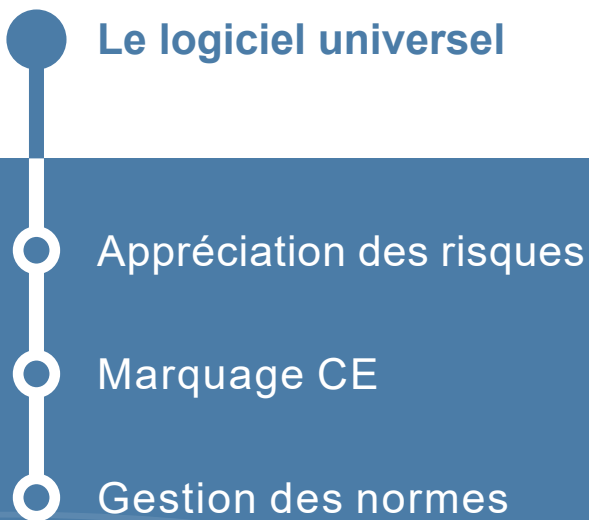 Le logiciel universel
Appréciation des risques
Marquage CE
Gestion des normes